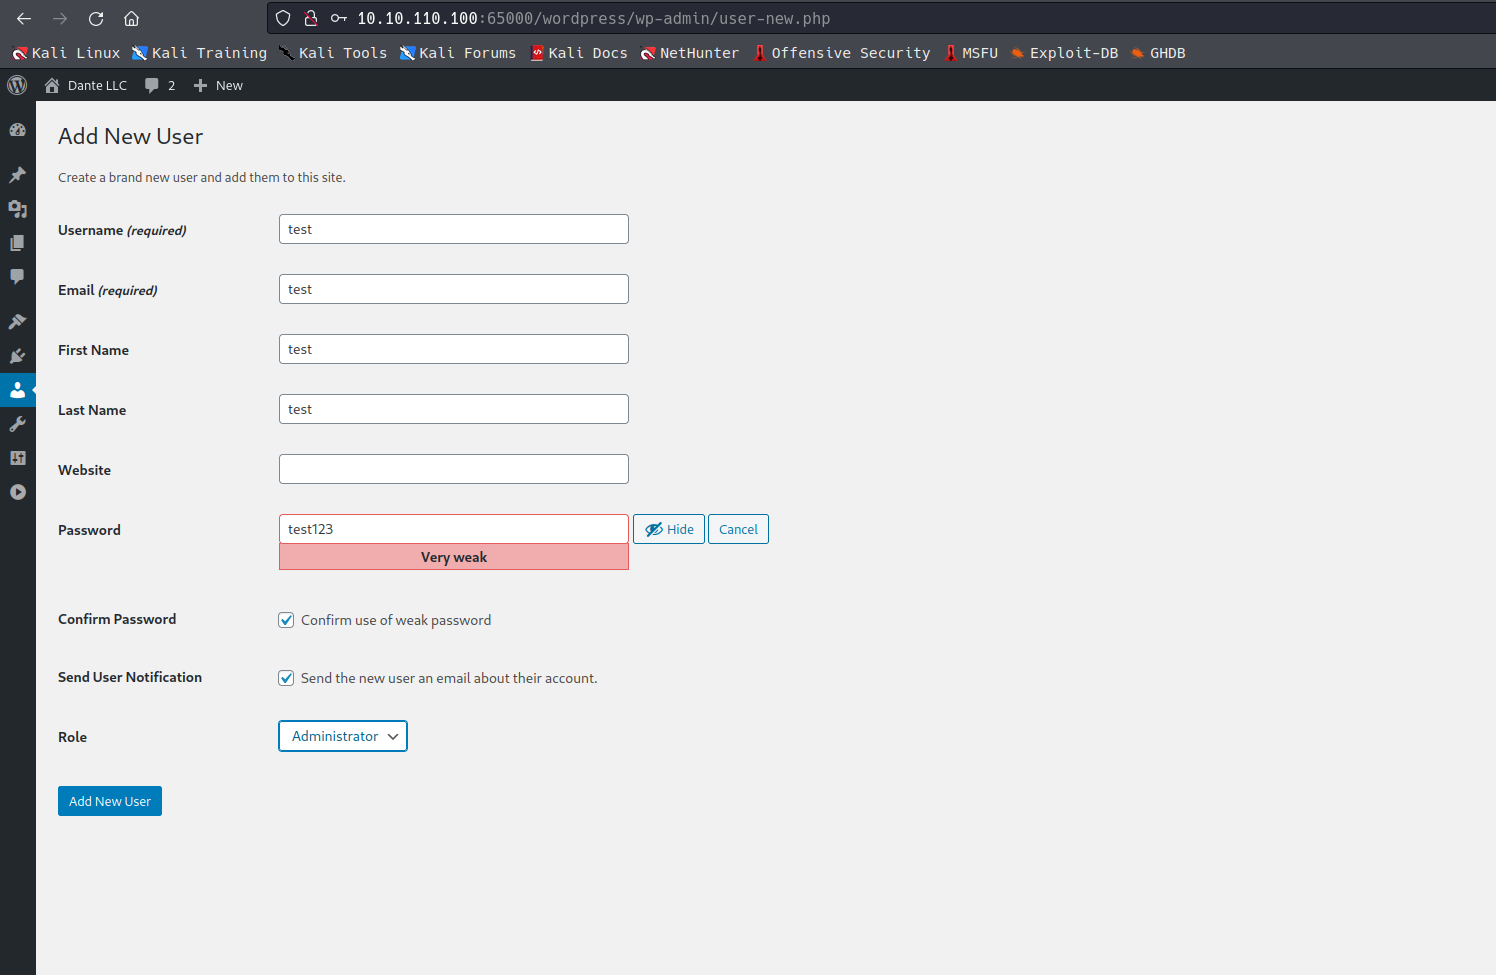 10.10.110.100:65000/wordpress/wp-admin/user-new.php
Kali Linux Kali Training Kali Tools Kali Forums Kali Docs NetHunter Offensive Security MSFU Exploit-DB GHDB
Dante LLC 2 New
Add New User
Create a brand new user and add them to this site.
Username (required) test
Email (required) test
First Name test
Last Name test
Website
Password test123 Hide Cancel
Very weak
Confirm Password Confirm use of weak password
Send User Notification Send the new user an email about their account.
Role Administrator
Add New User